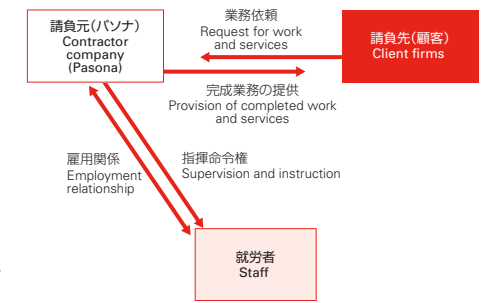 業務依頼
Request for work
and services
請負元(パソナ)
Contractor
company
(Pasona)
請負先(顧客)
Client firms
完成業務の提供
Provision of completed work
and services
雇用関係
Employment
relationship
指揮命令権
Supervision and instruction
就労者
Staff